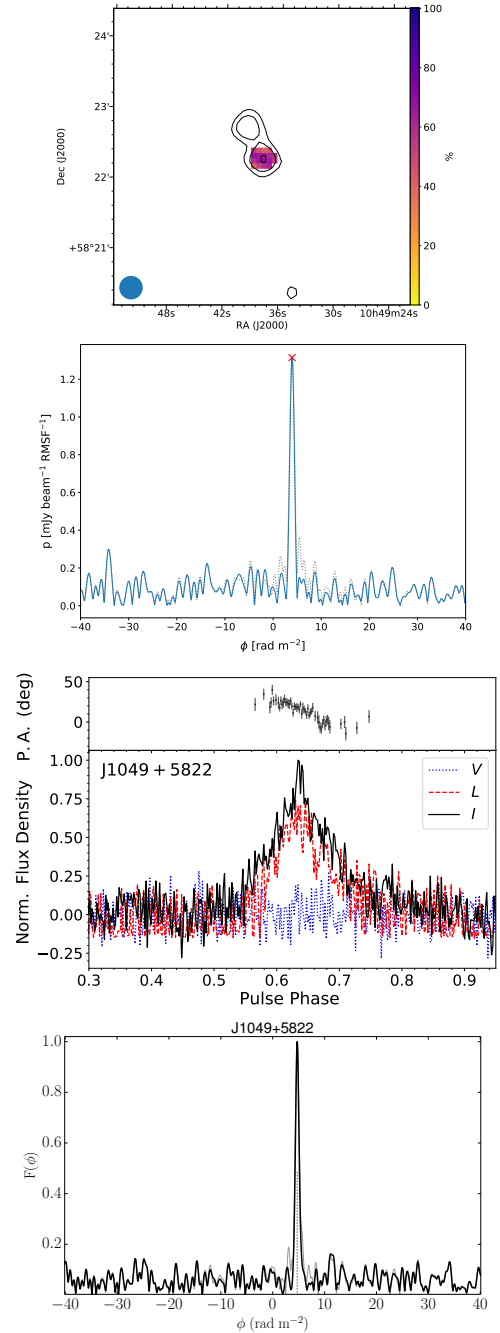 100
80
60
40
20
0
%
24'
23'
22'
+58°21'
Dec (J2000)
48s 42s 36s 30s 10h49m24s
RA (J2000)
1.2
1.0
0.8
0.6
0.4
0.2
0.0
p [mJy beam⁻¹ RMSF⁻¹]
−40 −30 −20 −10 0 10 20 30 40
ϕ [rad m⁻²]
50
0
P.A. (deg)
J1049+5822
V
L
I
1.00
0.75
0.50
0.25
0.00
−0.25
Norm. Flux Density
0.3 0.4 0.5 0.6 0.7 0.8 0.9
Pulse Phase
J1049+5822
1.0
0.8
0.6
0.4
0.2
F(ϕ)
−40 −30 −20 −10 0 10 20 30 40
ϕ (rad m⁻²)